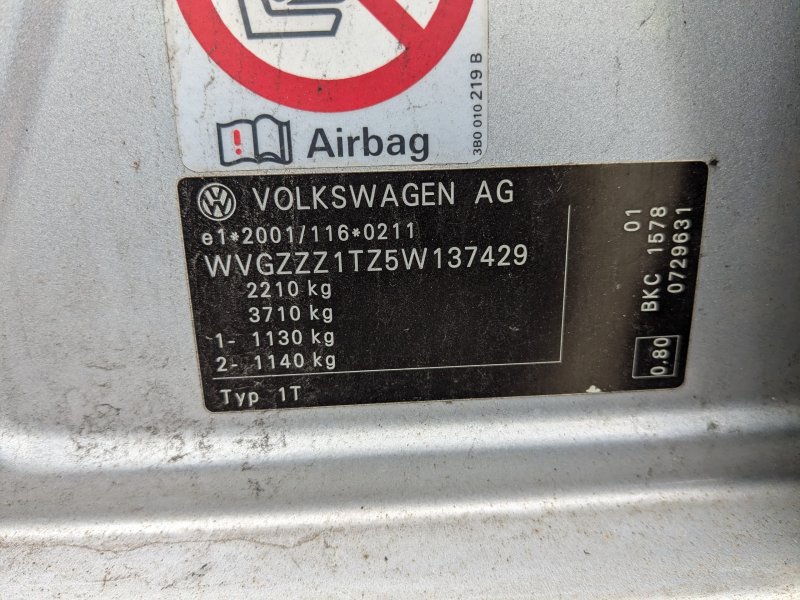 3B0 010 219 B
Airbag
VOLKSWAGEN AG
e1*2001/116*0211
WVGZZZ1TZ5W137429
2210 kg
3710 kg
1- 1130 kg
2- 1140 kg
Typ 1T
01
BKC 1578
0729631
0.80